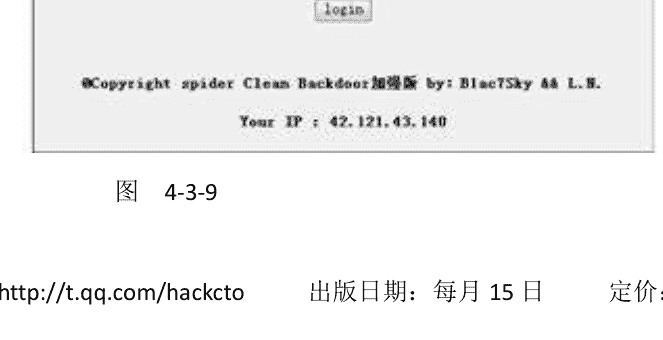 login
@Copyright spider Clean Backdoor加强版 by: Blac7Sky && L.N.
Your IP : 42.121.43.140
图 4-3-9
http://t.qq.com/hackcto 出版日期：每月 15 日 定价：